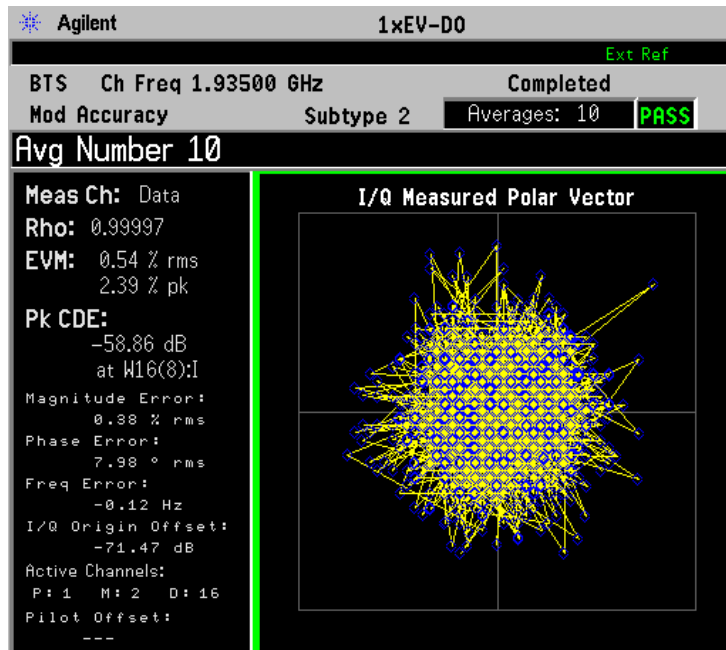 Agilent 1xEV-DO
Ext Ref
BTS Ch Freq 1.93500 GHz Completed
Mod Accuracy Subtype 2 Averages: 10 PASS
Avg Number 10
Meas Ch: Data
Rho: 0.99997
EVM: 0.54 % rms
2.39 % pk
Pk CDE:
-58.86 dB
at W16(8):I
Magnitude Error:
0.38 % rms
Phase Error:
7.98 ° rms
Freq Error:
-0.12 Hz
I/Q Origin Offset:
-71.47 dB
Active Channels:
P: 1 M: 2 D: 16
Pilot Offset:
---
I/Q Measured Polar Vector